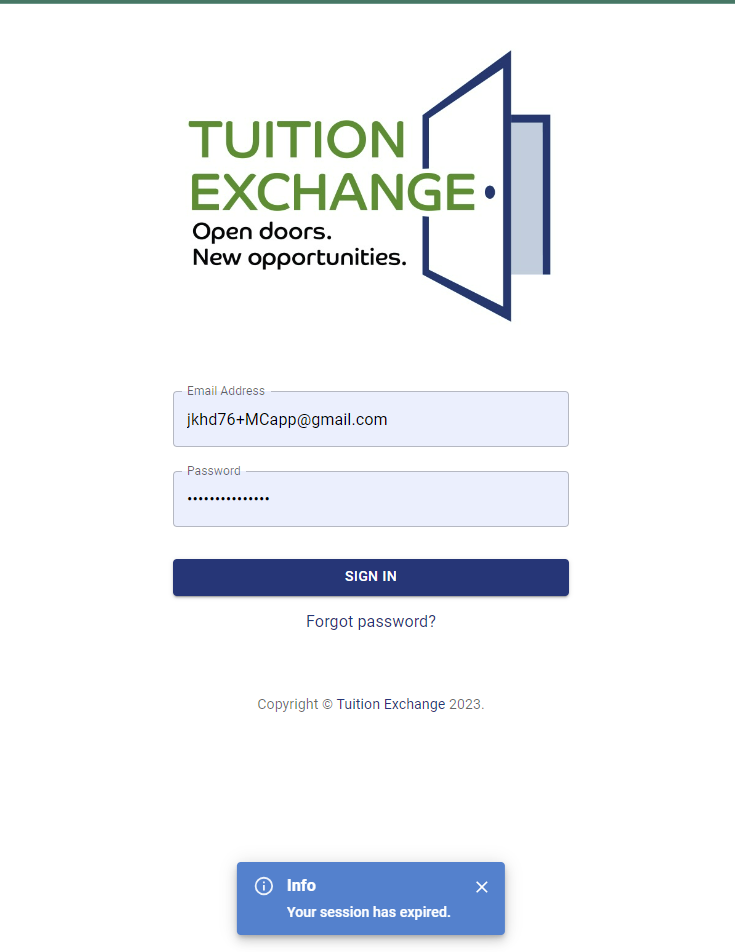 TUITION
EXCHANGE
Open doors.
New opportunities.
Email Address
jkhd76+MCapp@gmail.com
Password
•••••••••••••••
SIGN IN
Forgot password?
Copyright © Tuition Exchange 2023.
Info
Your session has expired.